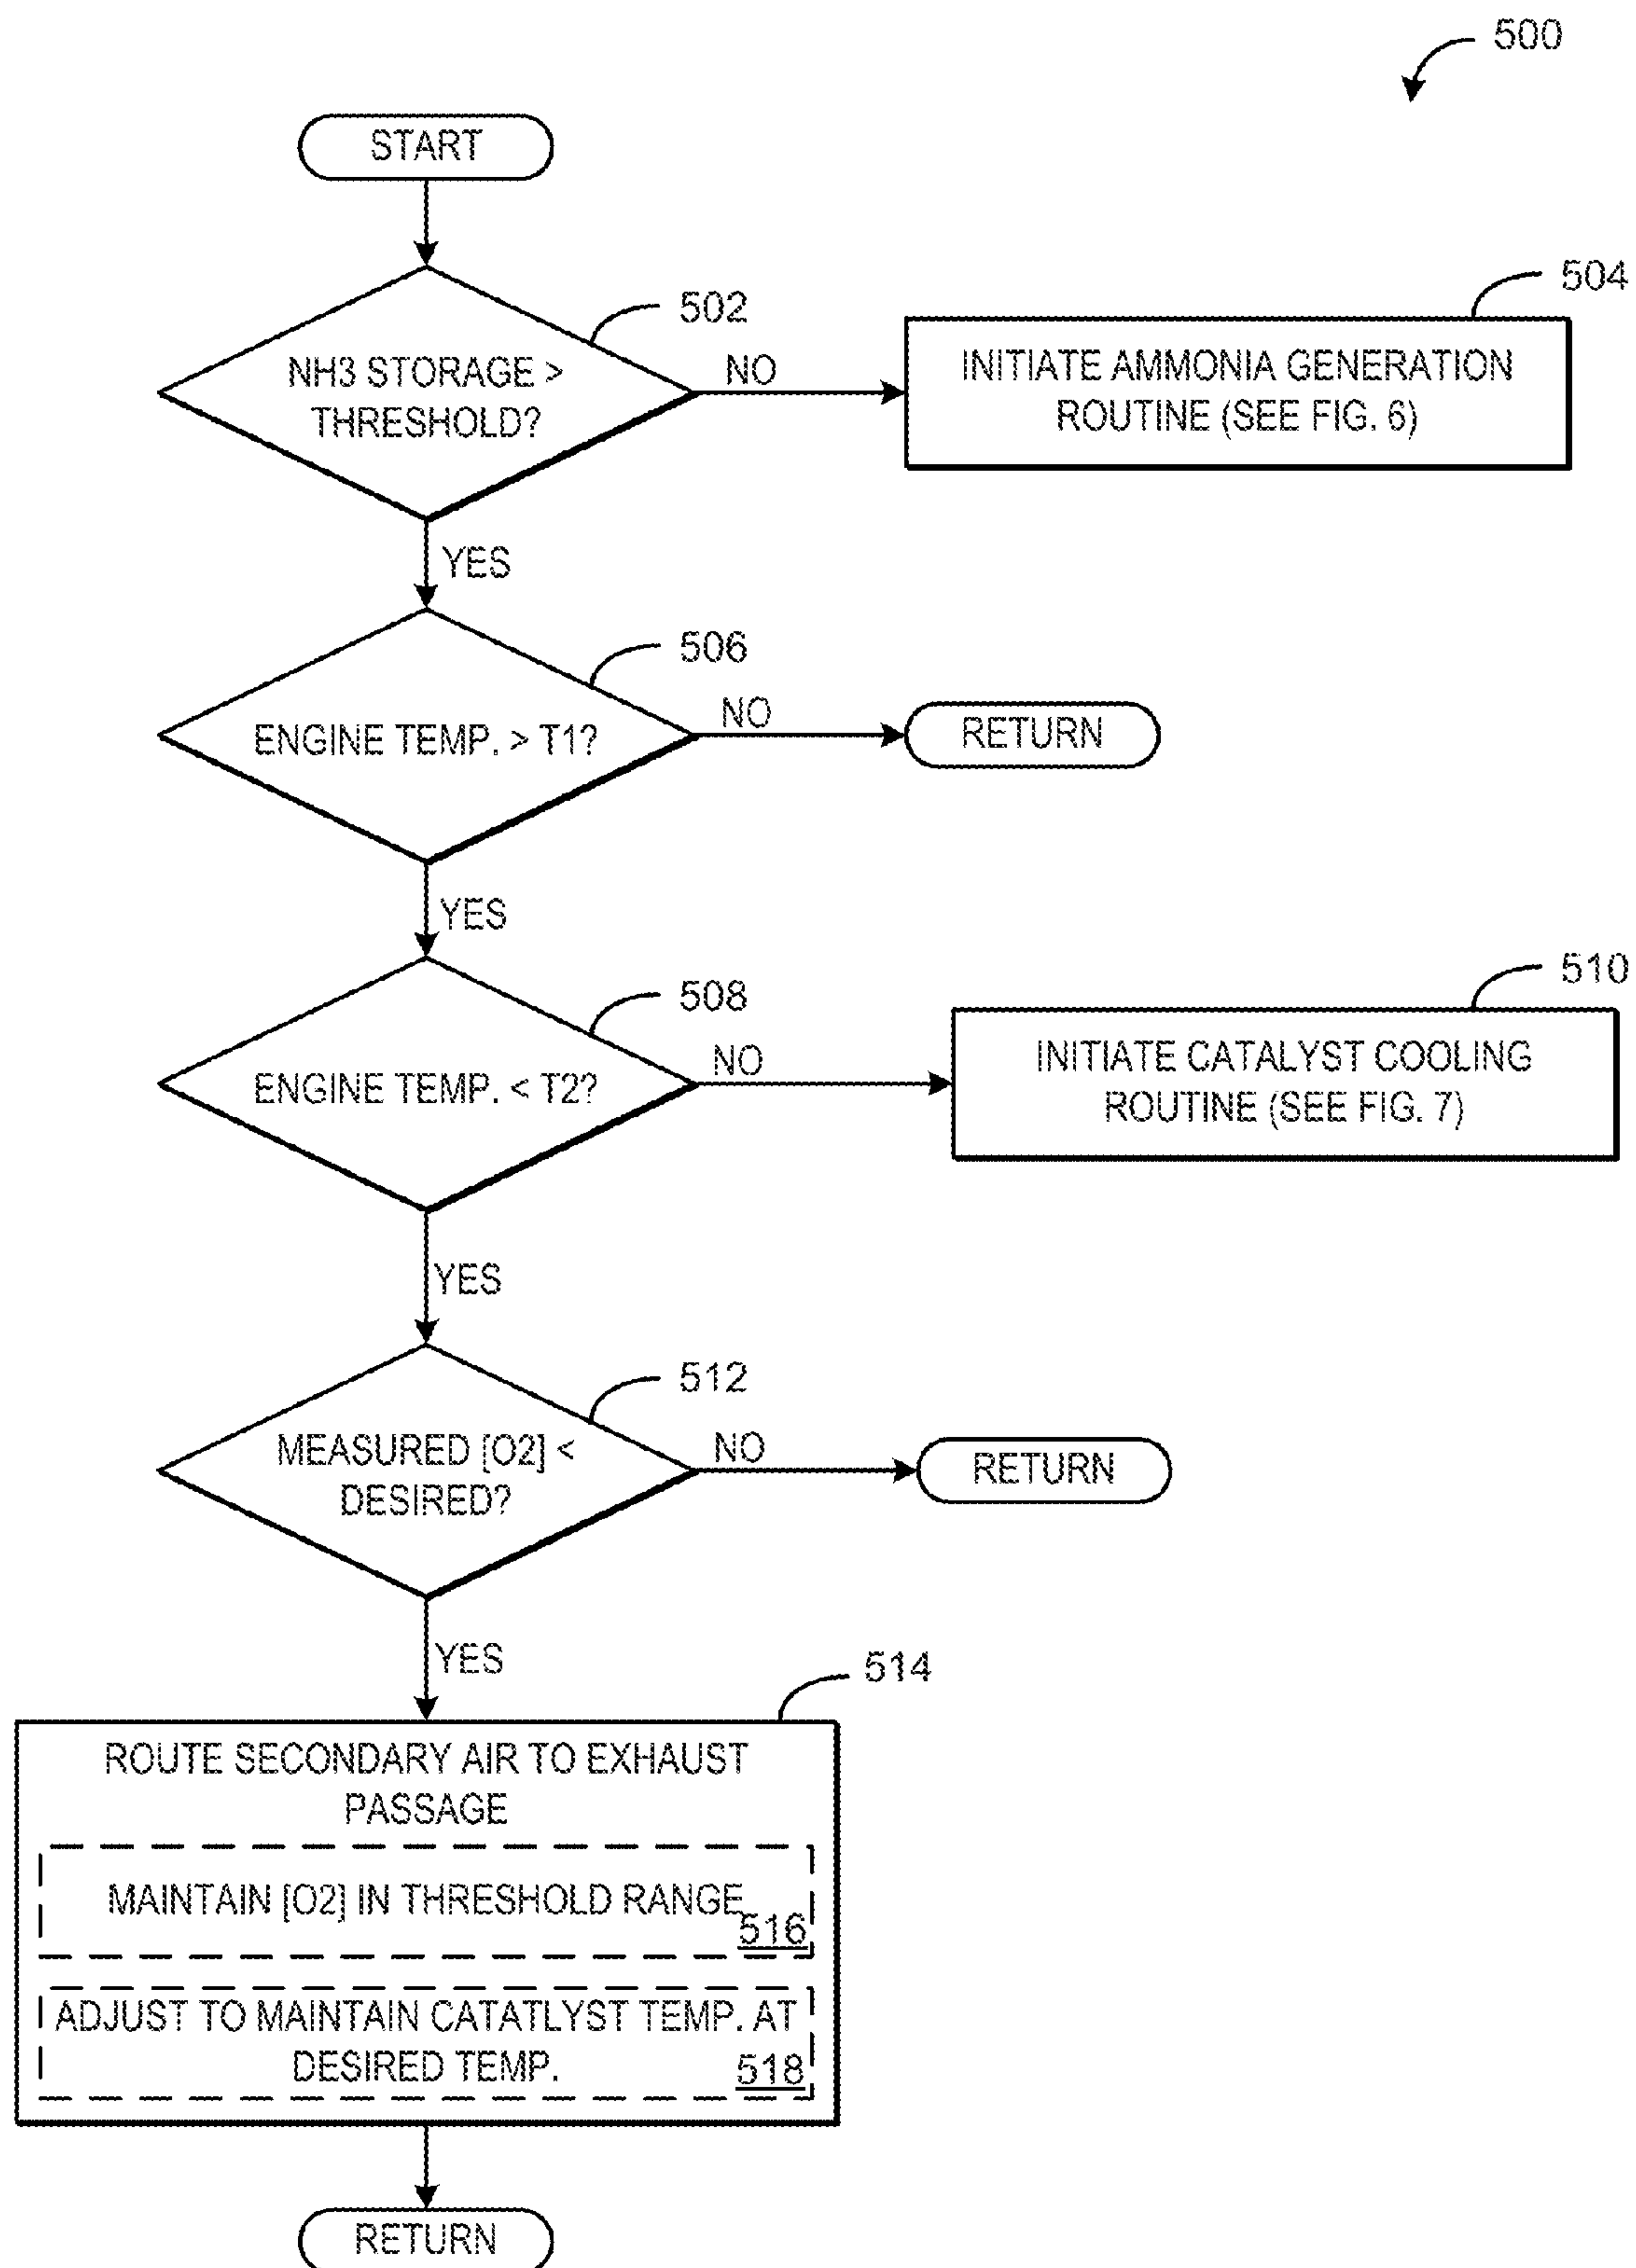 500
START
502
NH3 STORAGE >
THRESHOLD?
NO
504
INITIATE AMMONIA GENERATION
ROUTINE (SEE FIG. 6)
YES
506
ENGINE TEMP. > T1?
NO
RETURN
YES
508
ENGINE TEMP. < T2?
NO
510
INITIATE CATALYST COOLING
ROUTINE (SEE FIG. 7)
YES
512
MEASURED [O2] <
DESIRED?
NO
RETURN
YES
514
ROUTE SECONDARY AIR TO EXHAUST
PASSAGE
MAINTAIN [O2] IN THRESHOLD RANGE
516
ADJUST TO MAINTAIN CATATLYST TEMP. AT
DESIRED TEMP.
518
RETURN